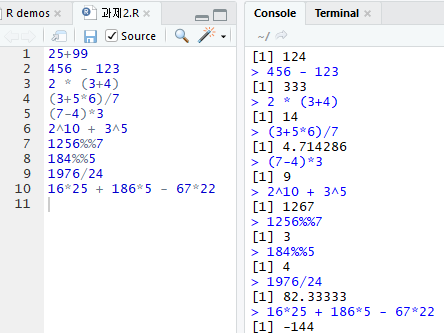 R demos × 과제2.R ×
Source
1 25+99
2 456 - 123
3 2 * (3+4)
4 (3+5*6)/7
5 (7-4)*3
6 2^10 + 3^5
7 1256%%7
8 184%%5
9 1976/24
10 16*25 + 186*5 - 67*22
11
Console Terminal ×
~/
[1] 124
> 456 - 123
[1] 333
> 2 * (3+4)
[1] 14
> (3+5*6)/7
[1] 4.714286
> (7-4)*3
[1] 9
> 2^10 + 3^5
[1] 1267
> 1256%%7
[1] 3
> 184%%5
[1] 4
> 1976/24
[1] 82.33333
> 16*25 + 186*5 - 67*22
[1] -144